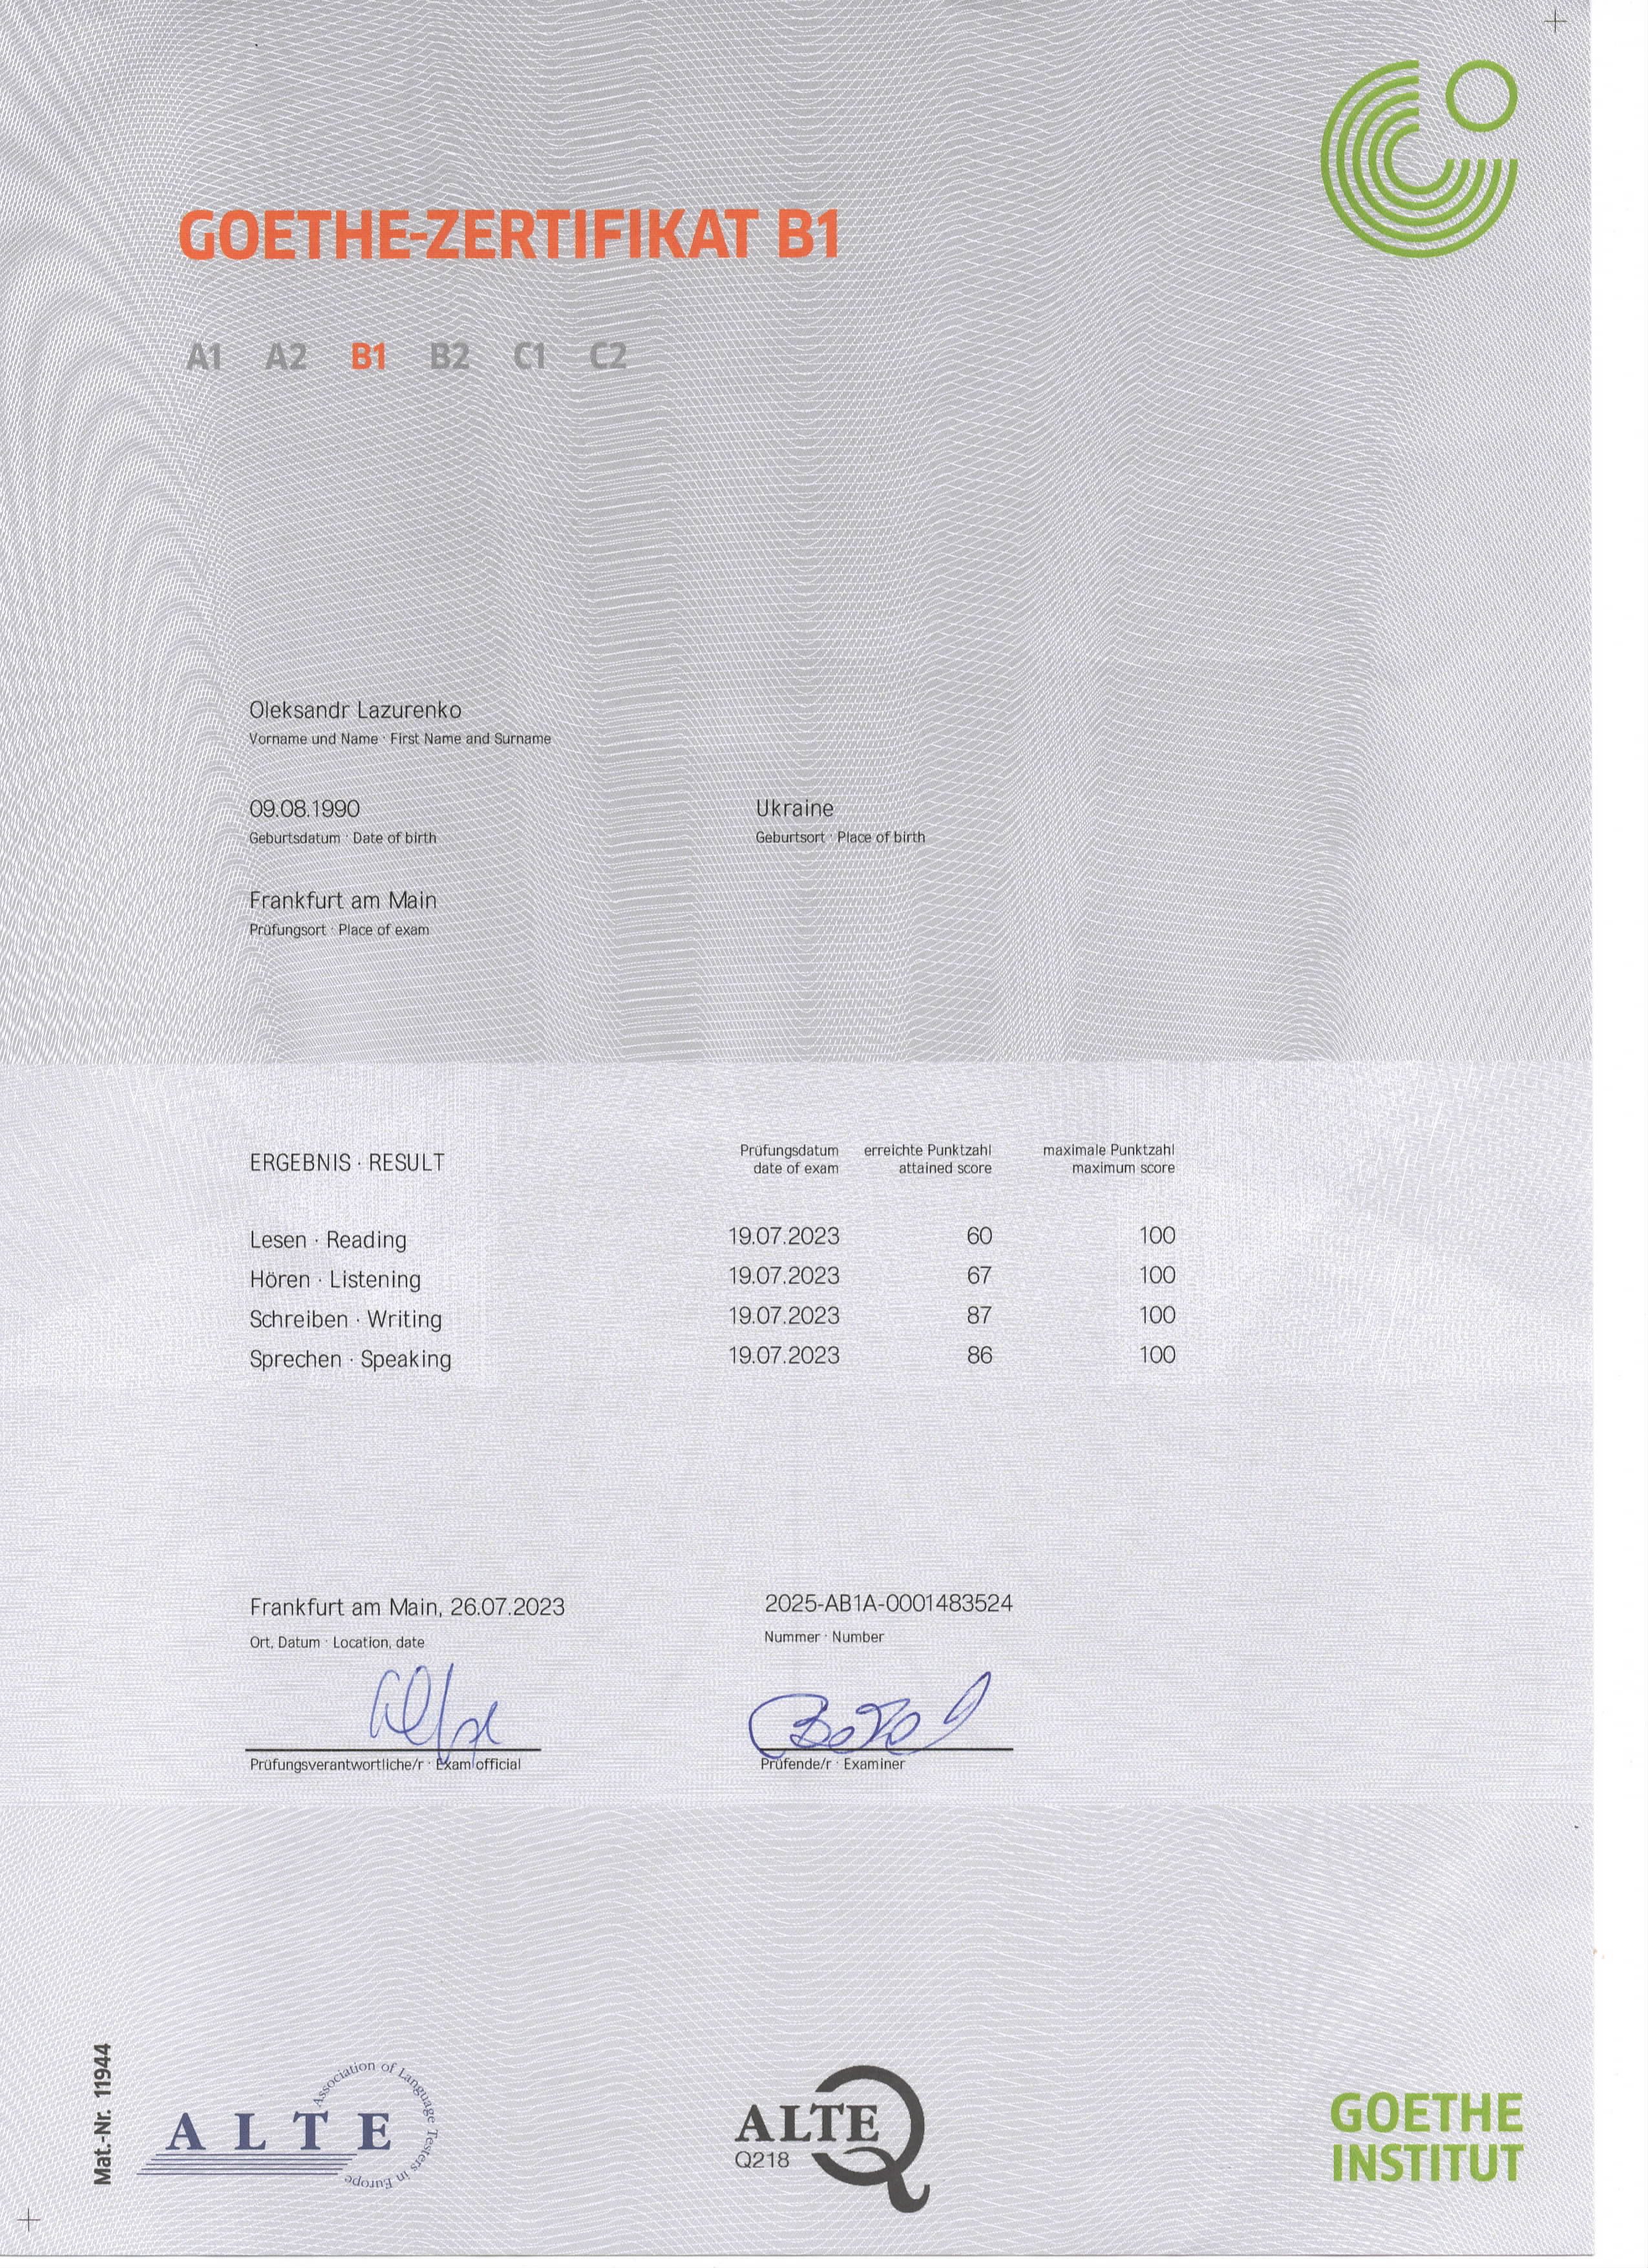 GOETHE-ZERTIFIKAT B1
A1 A2 B1 B2 C1 C2
Oleksandr Lazurenko
Vorname und Name · First Name and Surname
09.08.1990
Geburtsdatum · Date of birth
Ukraine
Geburtsort · Place of birth
Frankfurt am Main
Prüfungsort · Place of exam
ERGEBNIS · RESULT
Prüfungsdatum
date of exam
erreichte Punktzahl
attained score
maximale Punktzahl
maximum score
Lesen · Reading 19.07.2023 60 100
Hören · Listening 19.07.2023 67 100
Schreiben · Writing 19.07.2023 87 100
Sprechen · Speaking 19.07.2023 86 100
Frankfurt am Main, 26.07.2023
Ort, Datum · Location, date
2025-AB1A-0001483524
Nummer · Number
Prüfungsverantwortliche/r · Exam official
Prüfende/r · Examiner
Mat.-Nr. 11944
ALTE
Association of Language Testers in Europe
ALTE
Q218
GOETHE
INSTITUT